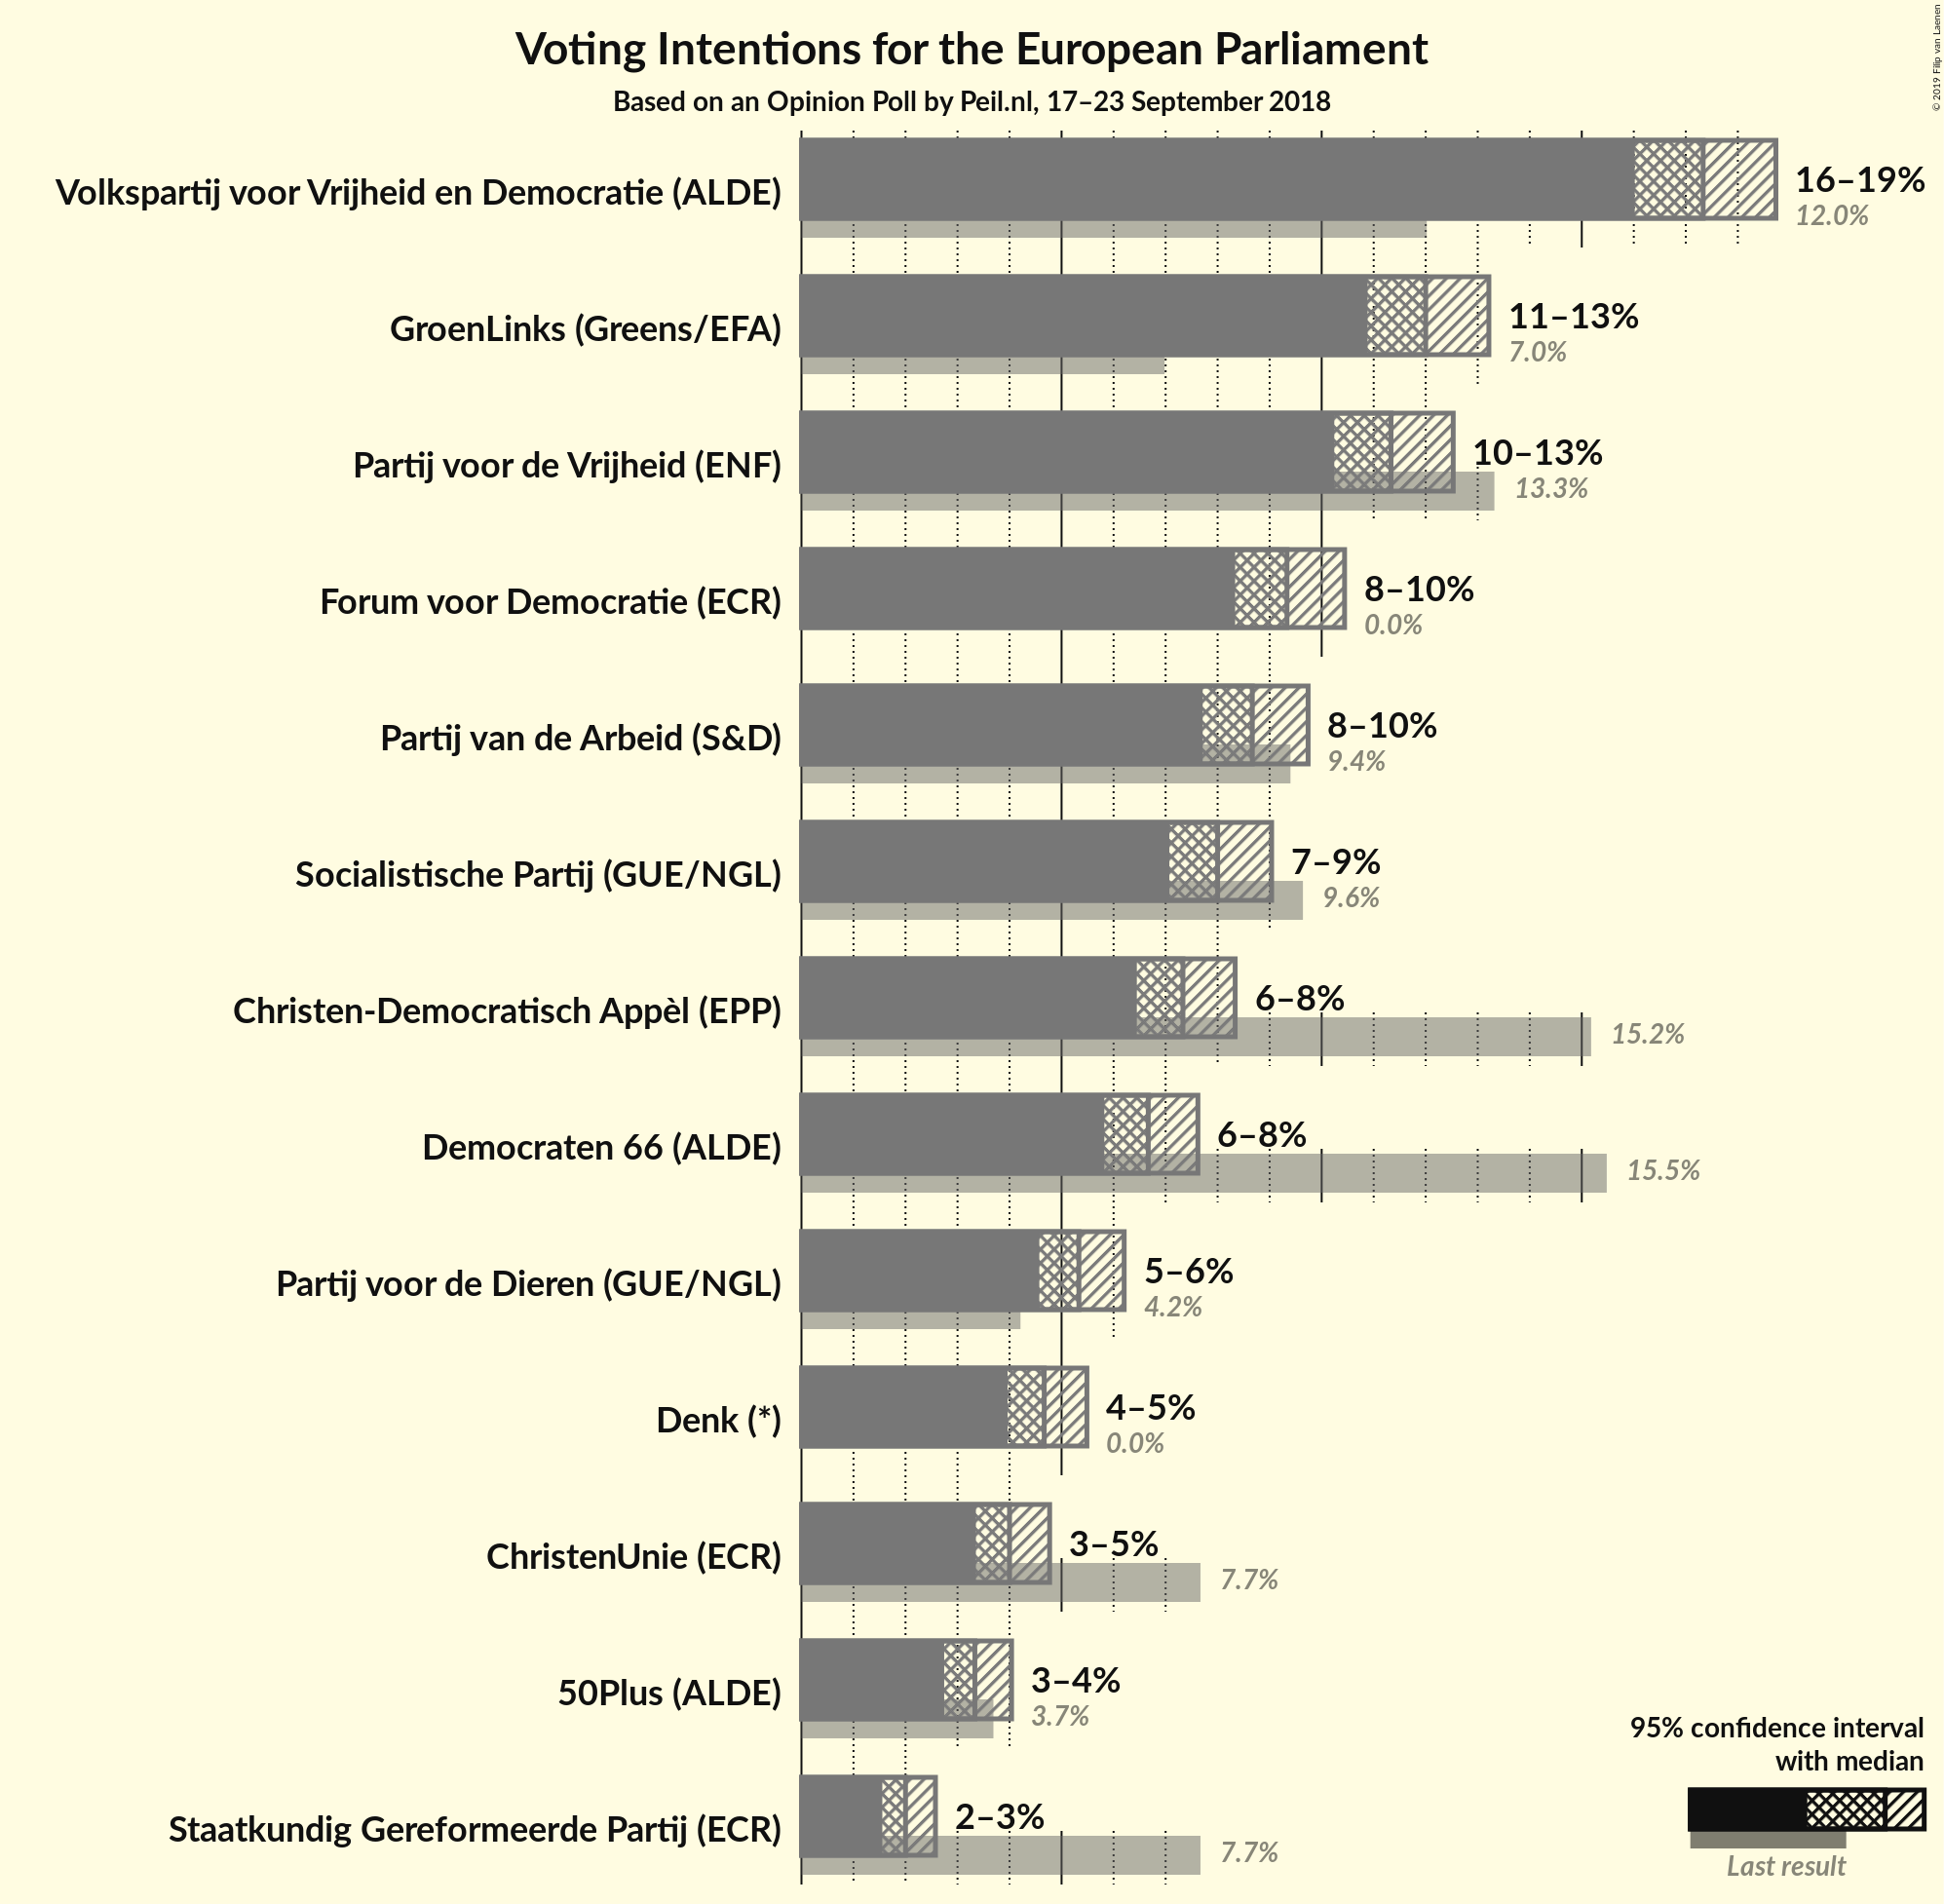 Voting Intentions for the European Parliament
Based on an Opinion Poll by Peil.nl, 17–23 September 2018
© 2019 Filip van Laenen
Volkspartij voor Vrijheid en Democratie (ALDE)
16–19%
12.0%
GroenLinks (Greens/EFA)
11–13%
7.0%
Partij voor de Vrijheid (ENF)
10–13%
13.3%
Forum voor Democratie (ECR)
8–10%
0.0%
Partij van de Arbeid (S&D)
8–10%
9.4%
Socialistische Partij (GUE/NGL)
7–9%
9.6%
Christen-Democratisch Appèl (EPP)
6–8%
15.2%
Democraten 66 (ALDE)
6–8%
15.5%
Partij voor de Dieren (GUE/NGL)
5–6%
4.2%
Denk (*)
4–5%
0.0%
ChristenUnie (ECR)
3–5%
7.7%
50Plus (ALDE)
3–4%
3.7%
Staatkundig Gereformeerde Partij (ECR)
2–3%
7.7%
95% confidence interval
with median
Last result